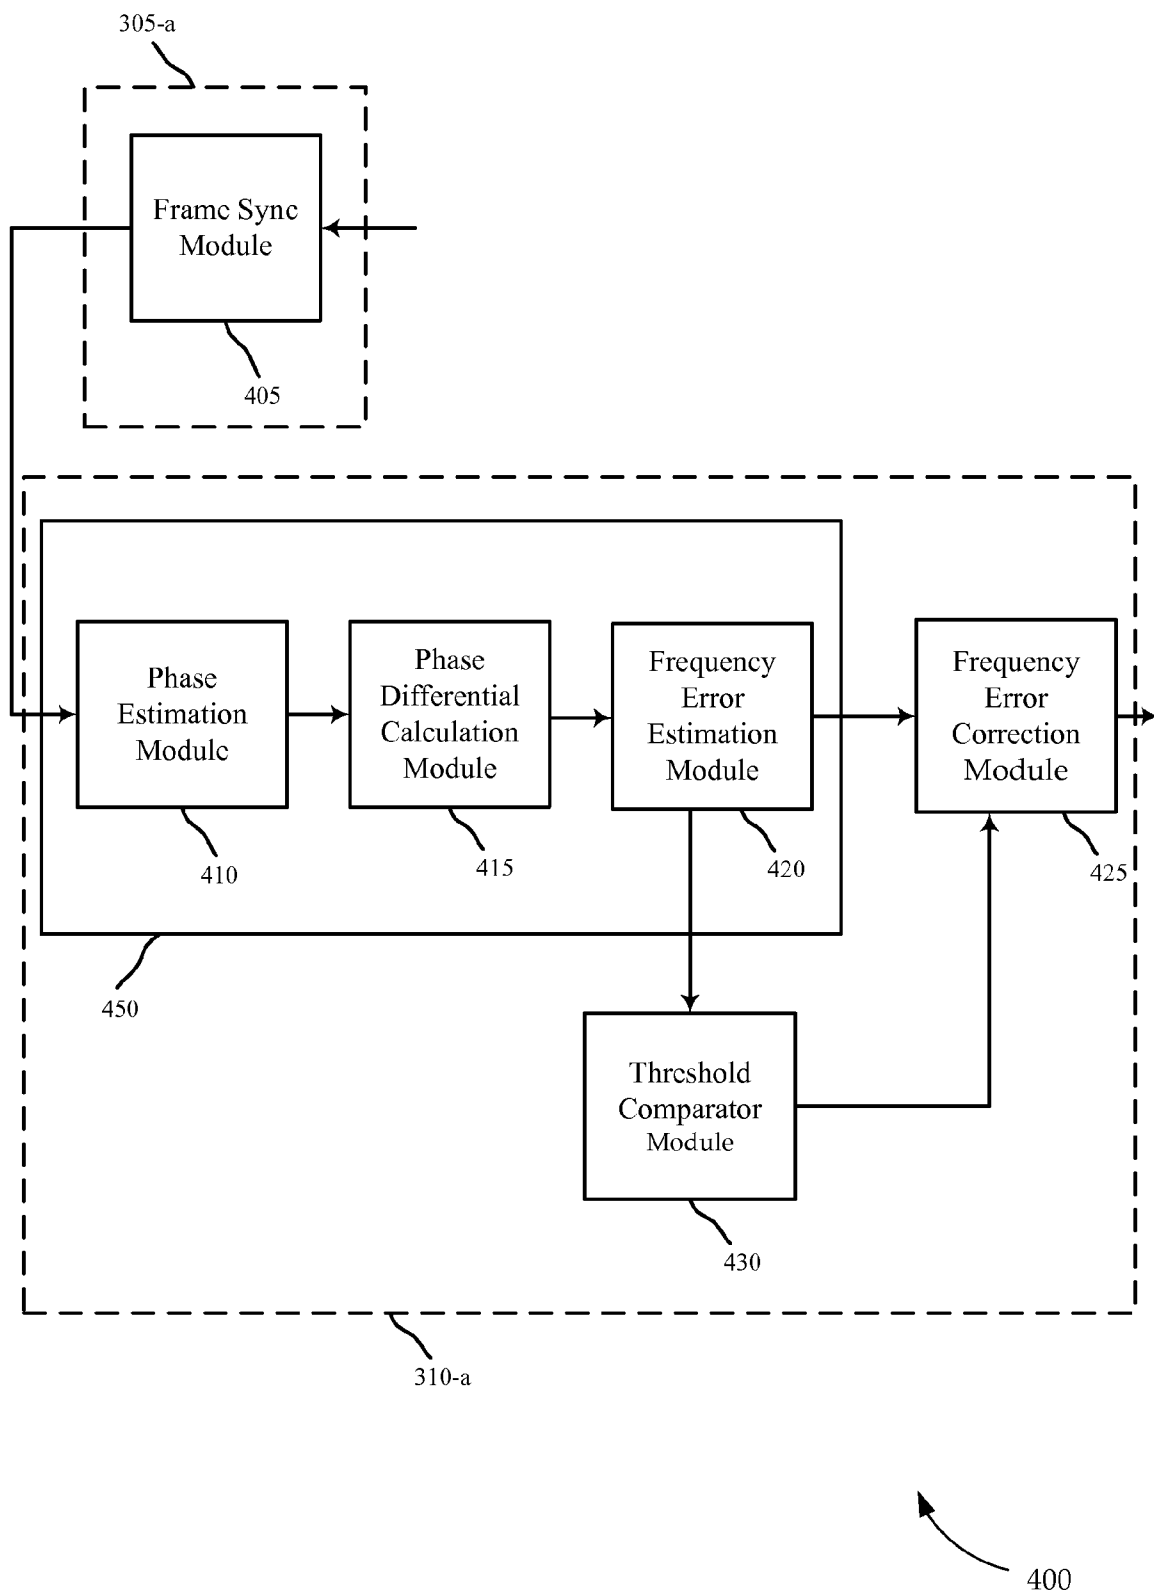 305-a
Frame Sync
Module
405
Phase
Estimation
Module
410
Phase
Differential
Calculation
Module
415
Frequency
Error
Estimation
Module
420
Frequency
Error
Correction
Module
425
450
Threshold
Comparator
Module
430
310-a
400